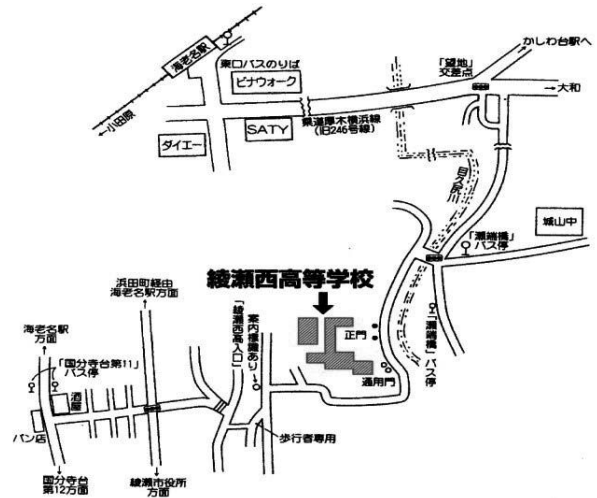 かしわ台駅へ
「望地」
交差点
海老名駅
東口バスのりば
ビナウォーク
→大和
←小田原
SATY
県道厚木横浜線
(旧246号線)
ダイエー
目久尻川
城山中
「瀬端橋」
バス停
綾瀬西高等学校
浜田町経由
海老名駅方面
海老名駅
方面
案内標識あり
「綾瀬西高入口」
正門
「瀬端橋」バス停
「国分寺台第11」
バス停
酒屋
通用門
パン店
歩行者専用
国分寺台
第12方面
綾瀬市役所
方面